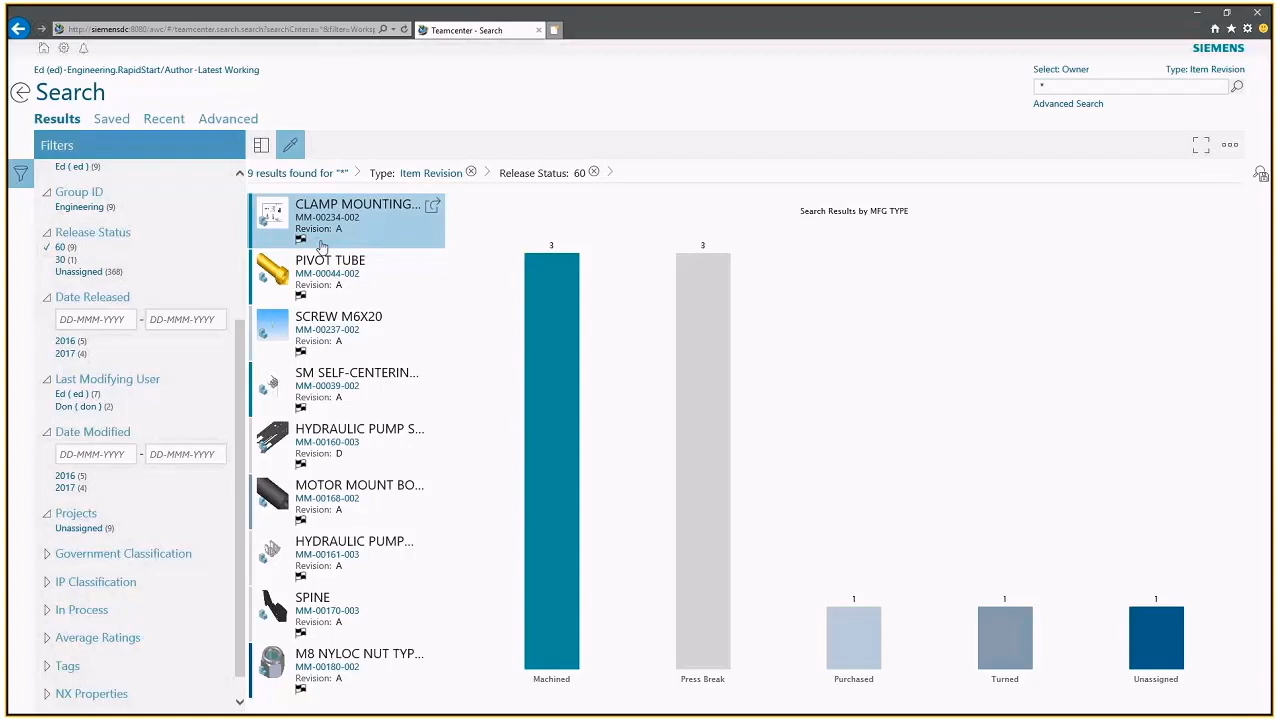 http://siemensdc:8080/awc/#/teamcenter.search.search?searchCriteria=*&filter=Works
Teamcenter - Search
SIEMENS
Ed (ed)-Engineering.RapidStart/Author-Latest Working
Select: Owner
Type: Item Revision
Search
*
Advanced Search
Results Saved Recent Advanced
Filters
Ed ( ed ) (9)
Group ID
Engineering (9)
Release Status
60 (9)
30 (1)
Unassigned (368)
Date Released
DD-MMM-YYYY - DD-MMM-YYYY
2016 (5)
2017 (4)
Last Modifying User
Ed ( ed ) (7)
Don ( don ) (2)
Date Modified
DD-MMM-YYYY - DD-MMM-YYYY
2016 (5)
2017 (4)
Projects
Unassigned (9)
Government Classification
IP Classification
In Process
Average Ratings
Tags
NX Properties
9 results found for "*" Type: Item Revision Release Status: 60
CLAMP MOUNTING...
MM-00234-002
Revision: A
PIVOT TUBE
MM-00044-002
Revision: A
SCREW M6X20
MM-00237-002
Revision: A
SM SELF-CENTERIN...
MM-00039-002
Revision: A
HYDRAULIC PUMP S...
MM-00160-003
Revision: D
MOTOR MOUNT BO...
MM-00168-002
Revision: A
HYDRAULIC PUMP...
MM-00161-003
Revision: A
SPINE
MM-00170-003
Revision: A
M8 NYLOC NUT TYP...
MM-00180-002
Revision: A
Search Results by MFG TYPE
3 3 1 1 1
Machined Press Break Purchased Turned Unassigned